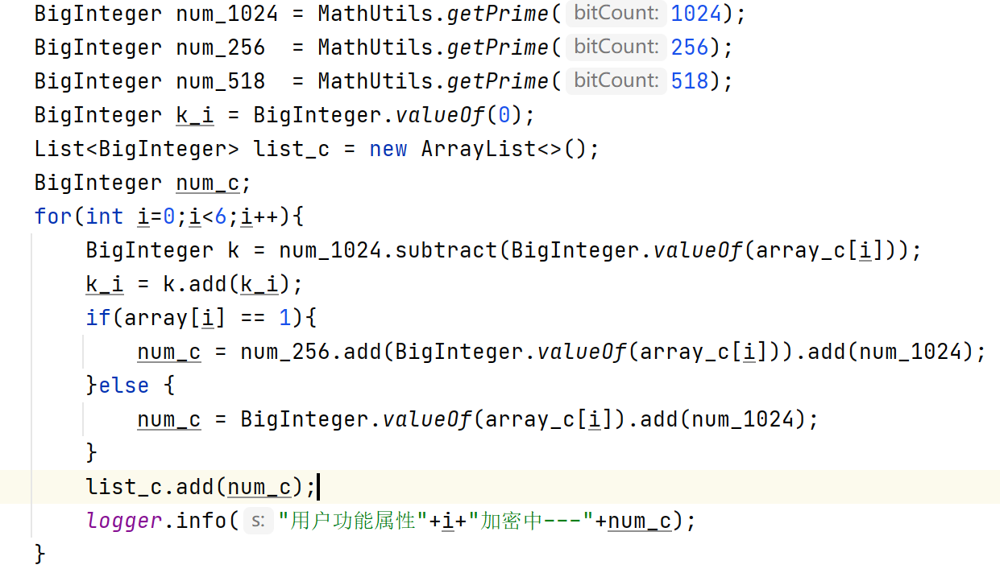 BigInteger num_1024 = MathUtils.getPrime( bitCount: 1024);
BigInteger num_256  = MathUtils.getPrime( bitCount: 256);
BigInteger num_518  = MathUtils.getPrime( bitCount: 518);
BigInteger k_i = BigInteger.valueOf(0);
List<BigInteger> list_c = new ArrayList<>();
BigInteger num_c;
for(int i=0;i<6;i++){
    BigInteger k = num_1024.subtract(BigInteger.valueOf(array_c[i]));
    k_i = k.add(k_i);
    if(array[i] == 1){
        num_c = num_256.add(BigInteger.valueOf(array_c[i])).add(num_1024);
    }else {
        num_c = BigInteger.valueOf(array_c[i]).add(num_1024);
    }
    list_c.add(num_c);
    logger.info( s: "用户功能属性"+i+"加密中---"+num_c);
}